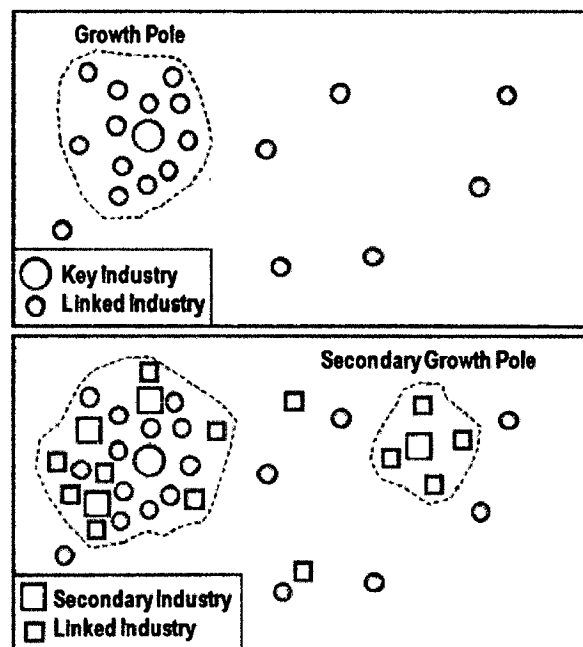 Growth Pole
Key Industry
Linked Industry
Secondary Growth Pole
Secondary Industry
Linked Industry